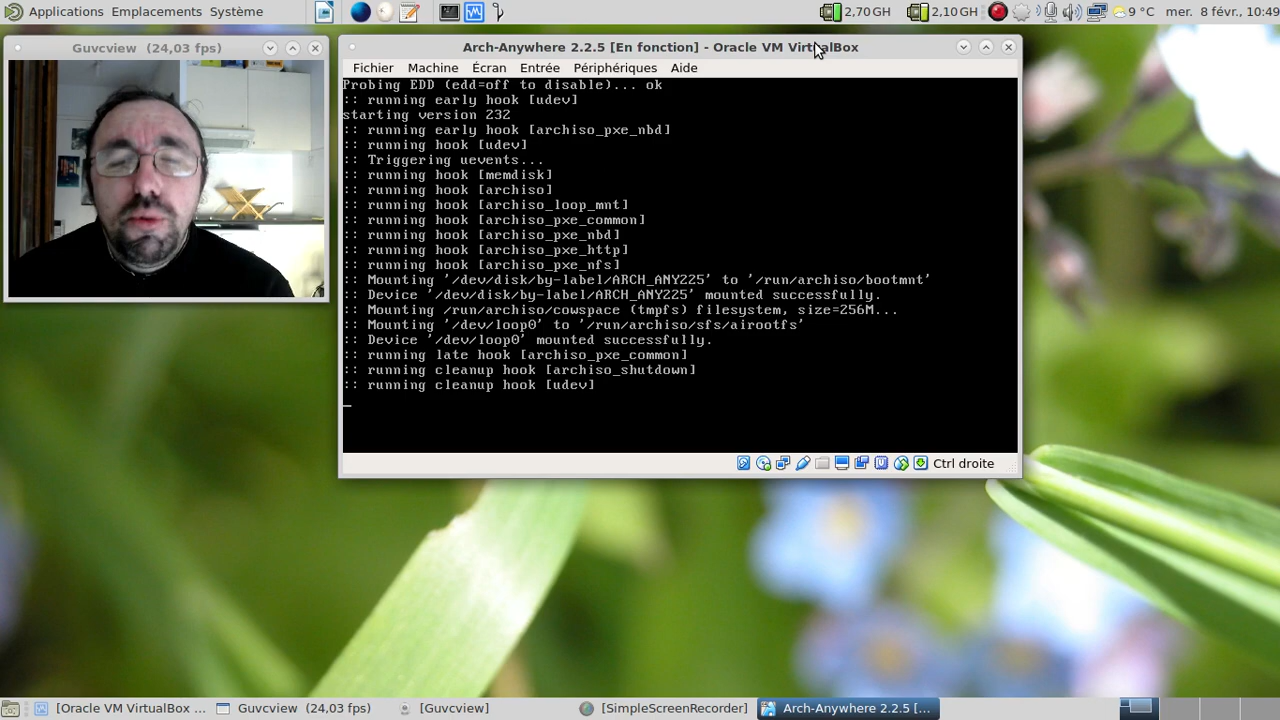 Applications Emplacements Système
2,70 GH
2,10 GH
9 °C
mer. 8 févr., 10:49
Guvcview (24,03 fps)
Arch-Anywhere 2.2.5 [En fonction] - Oracle VM VirtualBox
Fichier Machine Écran Entrée Périphériques Aide
Probing EDD (edd=off to disable)... ok
:: running early hook [udev]
starting version 232
:: running early hook [archiso_pxe_nbd]
:: running hook [udev]
:: Triggering uevents...
:: running hook [memdisk]
:: running hook [archiso]
:: running hook [archiso_loop_mnt]
:: running hook [archiso_pxe_common]
:: running hook [archiso_pxe_nbd]
:: running hook [archiso_pxe_http]
:: running hook [archiso_pxe_nfs]
:: Mounting '/dev/disk/by-label/ARCH_ANY225' to '/run/archiso/bootmnt'
:: Device '/dev/disk/by-label/ARCH_ANY225' mounted successfully.
:: Mounting /run/archiso/cowspace (tmpfs) filesystem, size=256M...
:: Mounting '/dev/loop0' to '/run/archiso/sfs/airootfs'
:: Device '/dev/loop0' mounted successfully.
:: running late hook [archiso_pxe_common]
:: running cleanup hook [archiso_shutdown]
:: running cleanup hook [udev]
Ctrl droite
[Oracle VM VirtualBox ...
Guvcview (24,03 fps)
[Guvcview]
[SimpleScreenRecorder]
Arch-Anywhere 2.2.5 [...